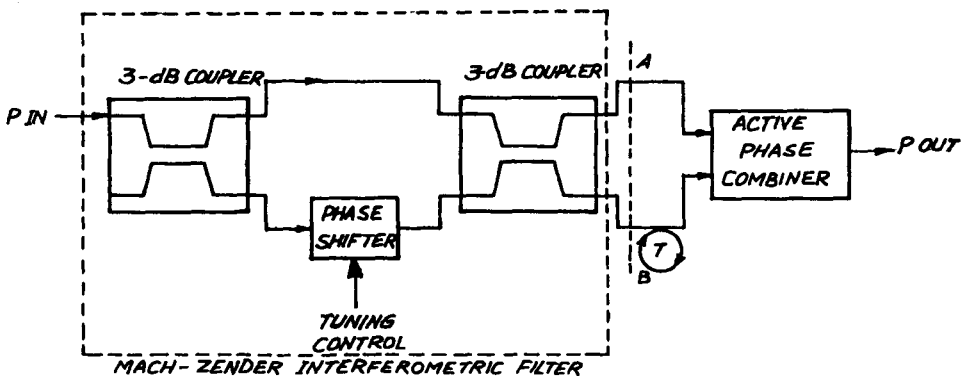 3-dB COUPLER
3-dB COUPLER
A
P IN
ACTIVE
PHASE
COMBINER
P OUT
PHASE
SHIFTER
T
B
TUNING
CONTROL
MACH-ZENDER INTERFEROMETRIC FILTER